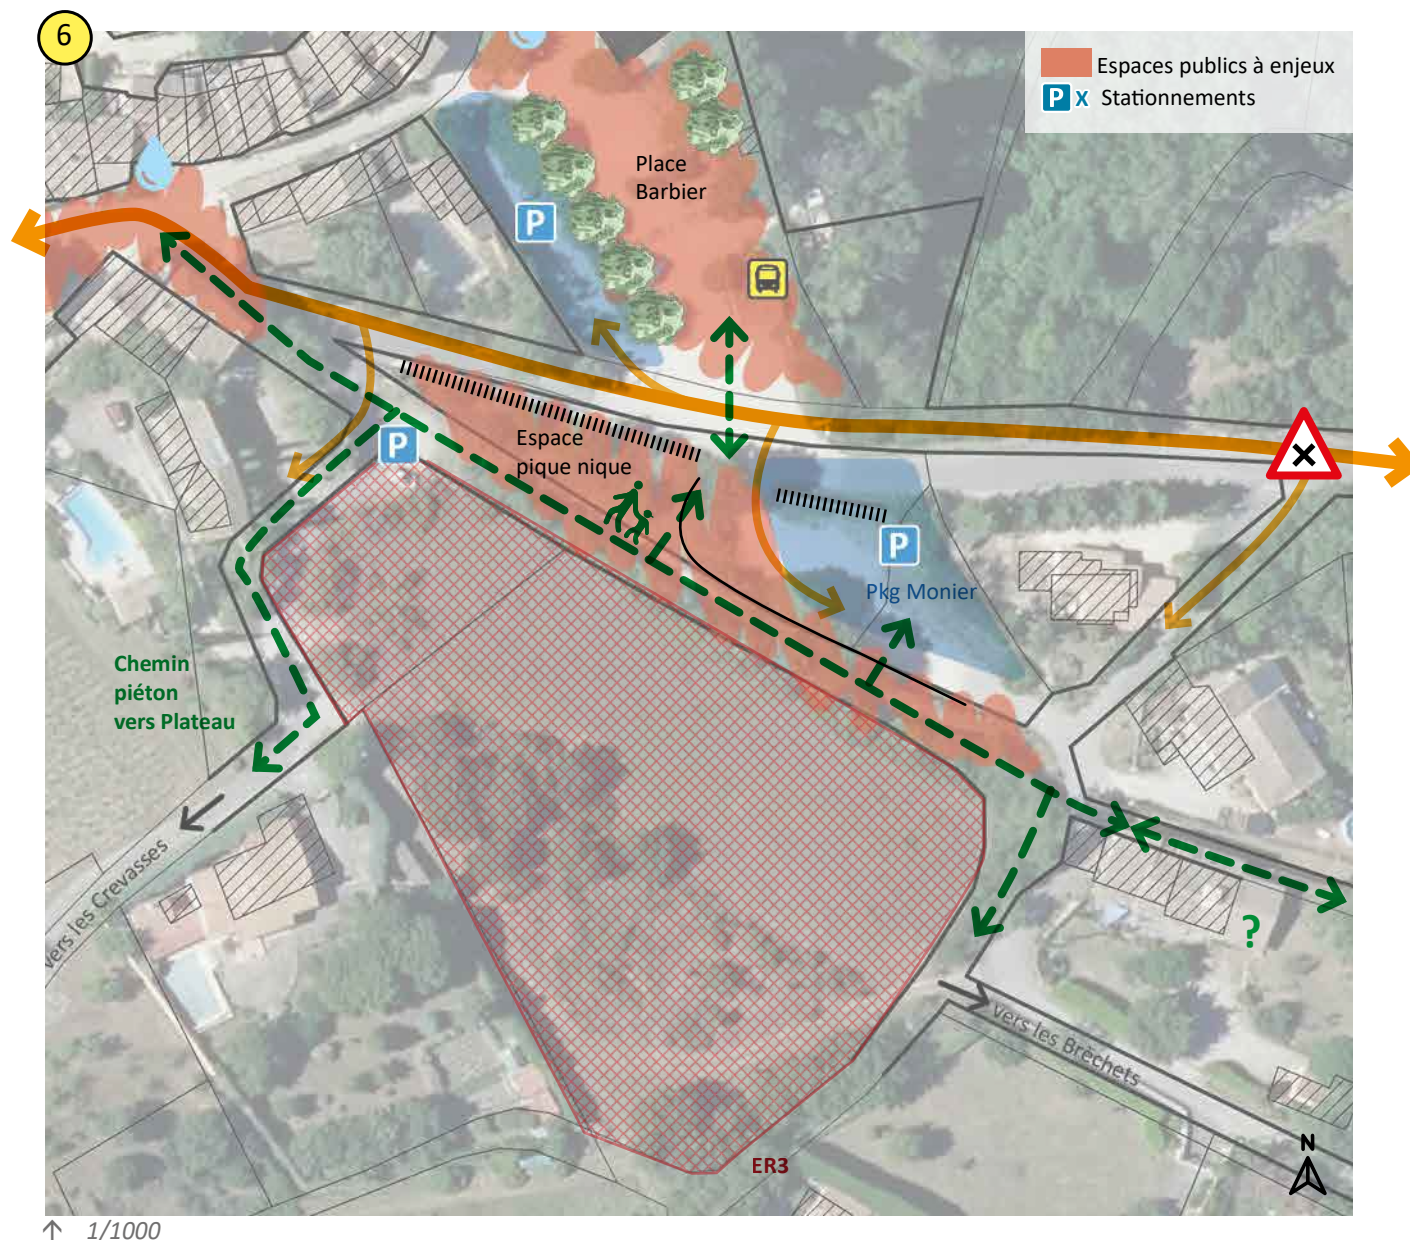 6
Espaces publics à enjeux
P x Stationnements
Place
Barbier
P
Espace
pique nique
P
P
Pkg Monier
Chemin
piéton
vers Plateau
vers les Crevasses
?
vers les Brèchets
N
ER3
1/1000